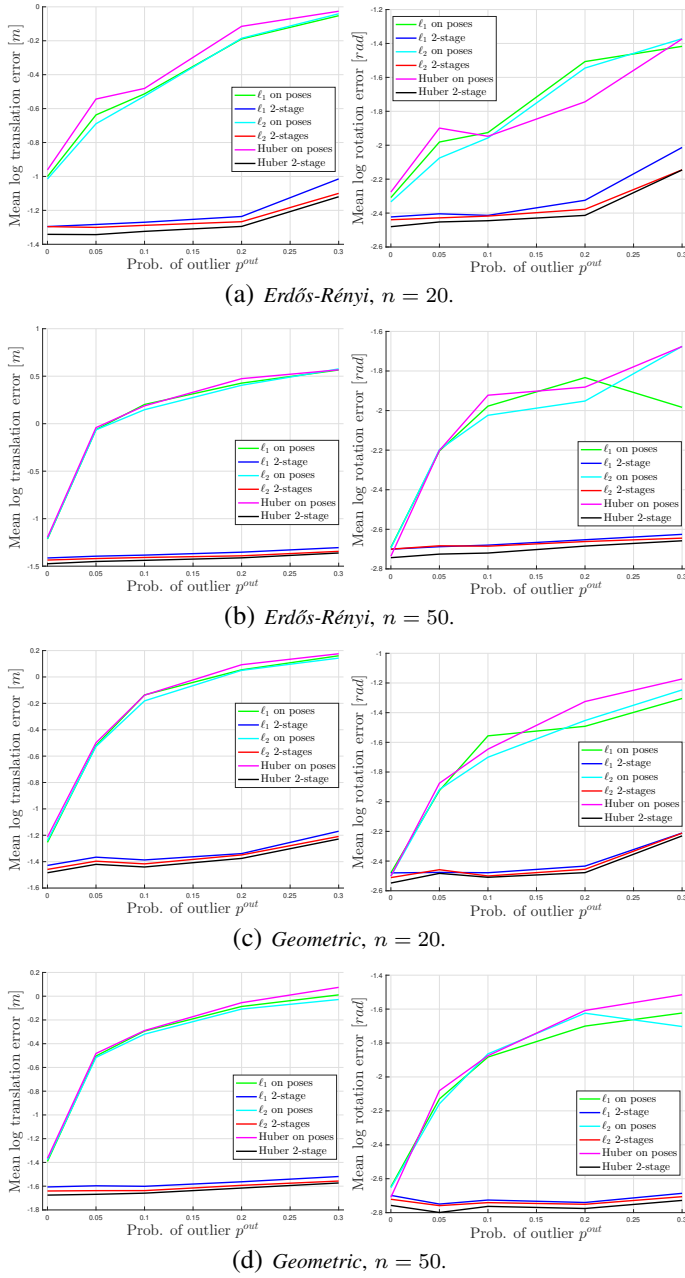 0
-0.2
-0.4
-0.6
-0.8
-1
-1.2
-1.4
Mean log translation error [m]
ℓ1 on poses
ℓ1 2-stage
ℓ2 on poses
ℓ2 2-stages
Huber on poses
Huber 2-stage
0 0.05 0.1 0.15 0.2 0.25 0.3
Prob. of outlier p^out
-1.2
-1.4
-1.6
-1.8
-2
-2.2
-2.4
-2.6
Mean log rotation error [rad]
ℓ1 on poses
ℓ1 2-stage
ℓ2 on poses
ℓ2 2-stages
Huber on poses
Huber 2-stage
0 0.05 0.1 0.15 0.2 0.25 0.3
Prob. of outlier p^out
(a) Erdős-Rényi, n = 20.
1
0.5
0
-0.5
-1
-1.5
Mean log translation error [m]
ℓ1 on poses
ℓ1 2-stage
ℓ2 on poses
ℓ2 2-stages
Huber on poses
Huber 2-stage
0 0.05 0.1 0.15 0.2 0.25 0.3
Prob. of outlier p^out
-1.6
-1.8
-2
-2.2
-2.4
-2.6
-2.8
Mean log rotation error [rad]
ℓ1 on poses
ℓ1 2-stage
ℓ2 on poses
ℓ2 2-stages
Huber on poses
Huber 2-stage
0 0.05 0.1 0.15 0.2 0.25 0.3
Prob. of outlier p^out
(b) Erdős-Rényi, n = 50.
0.2
0
-0.2
-0.4
-0.6
-0.8
-1
-1.2
-1.4
-1.6
Mean log translation error [m]
ℓ1 on poses
ℓ1 2-stage
ℓ2 on poses
ℓ2 2-stages
Huber on poses
Huber 2-stage
0 0.05 0.1 0.15 0.2 0.25 0.3
Prob. of outlier p^out
-1
-1.2
-1.4
-1.6
-1.8
-2
-2.2
-2.4
-2.6
Mean log rotation error [rad]
ℓ1 on poses
ℓ1 2-stage
ℓ2 on poses
ℓ2 2-stages
Huber on poses
Huber 2-stage
0 0.05 0.1 0.15 0.2 0.25 0.3
Prob. of outlier p^out
(c) Geometric, n = 20.
0.2
0
-0.2
-0.4
-0.6
-0.8
-1
-1.2
-1.4
-1.6
-1.8
Mean log translation error [m]
ℓ1 on poses
ℓ1 2-stage
ℓ2 on poses
ℓ2 2-stages
Huber on poses
Huber 2-stage
0 0.05 0.1 0.15 0.2 0.25 0.3
Prob. of outlier p^out
-1.4
-1.6
-1.8
-2
-2.2
-2.4
-2.6
-2.8
Mean log rotation error [rad]
ℓ1 on poses
ℓ1 2-stage
ℓ2 on poses
ℓ2 2-stages
Huber on poses
Huber 2-stage
0 0.05 0.1 0.15 0.2 0.25 0.3
Prob. of outlier p^out
(d) Geometric, n = 50.